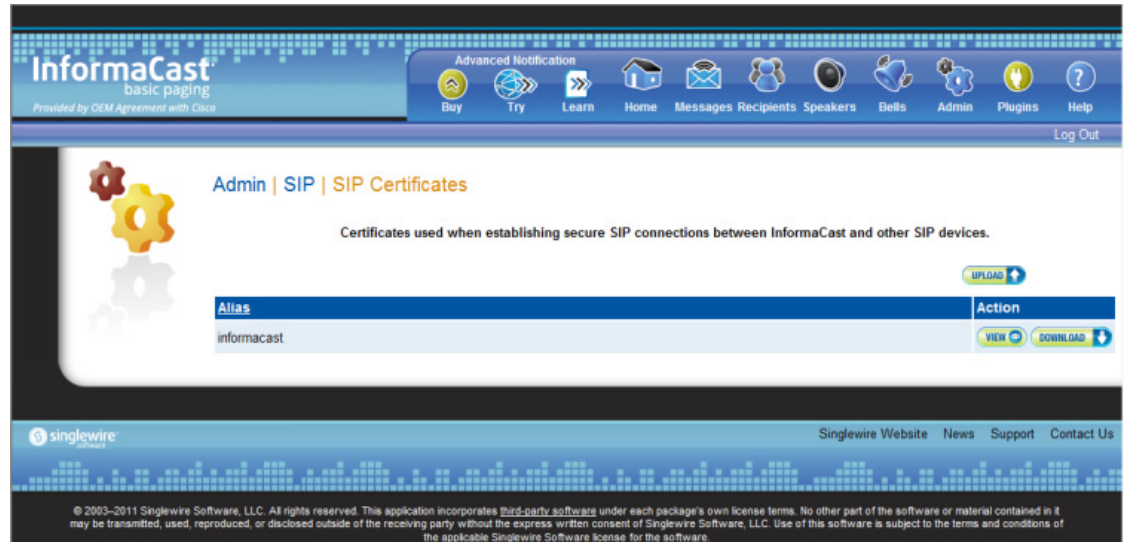 InformaCast
basic paging
Provided by OEM Agreement with Cisco
Advanced Notification
Buy Try Learn Home Messages Recipients Speakers Bells Admin Plugins Help
Log Out
Admin | SIP | SIP Certificates
Certificates used when establishing secure SIP connections between InformaCast and other SIP devices.
UPLOAD
Alias Action
informacast VIEW DOWNLOAD
singlewire
software
Singlewire Website News Support Contact Us
© 2003–2011 Singlewire Software, LLC. All rights reserved. This application incorporates third-party software under each package's own license terms. No other part of the software or material contained in it
may be transmitted, used, reproduced, or disclosed outside of the receiving party without the express written consent of Singlewire Software, LLC. Use of this software is subject to the terms and conditions of
the applicable Singlewire Software license for the software.